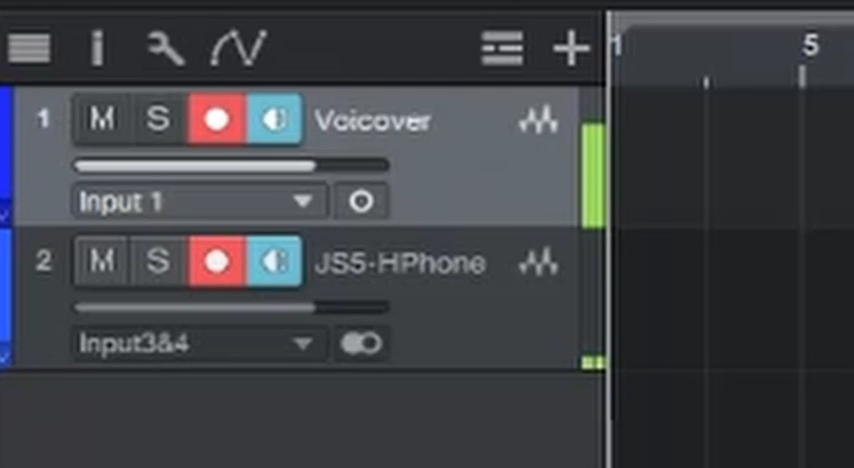 1 5
1 M S Voicover
Input 1
2 M S JS5-HPhone
Input3&4